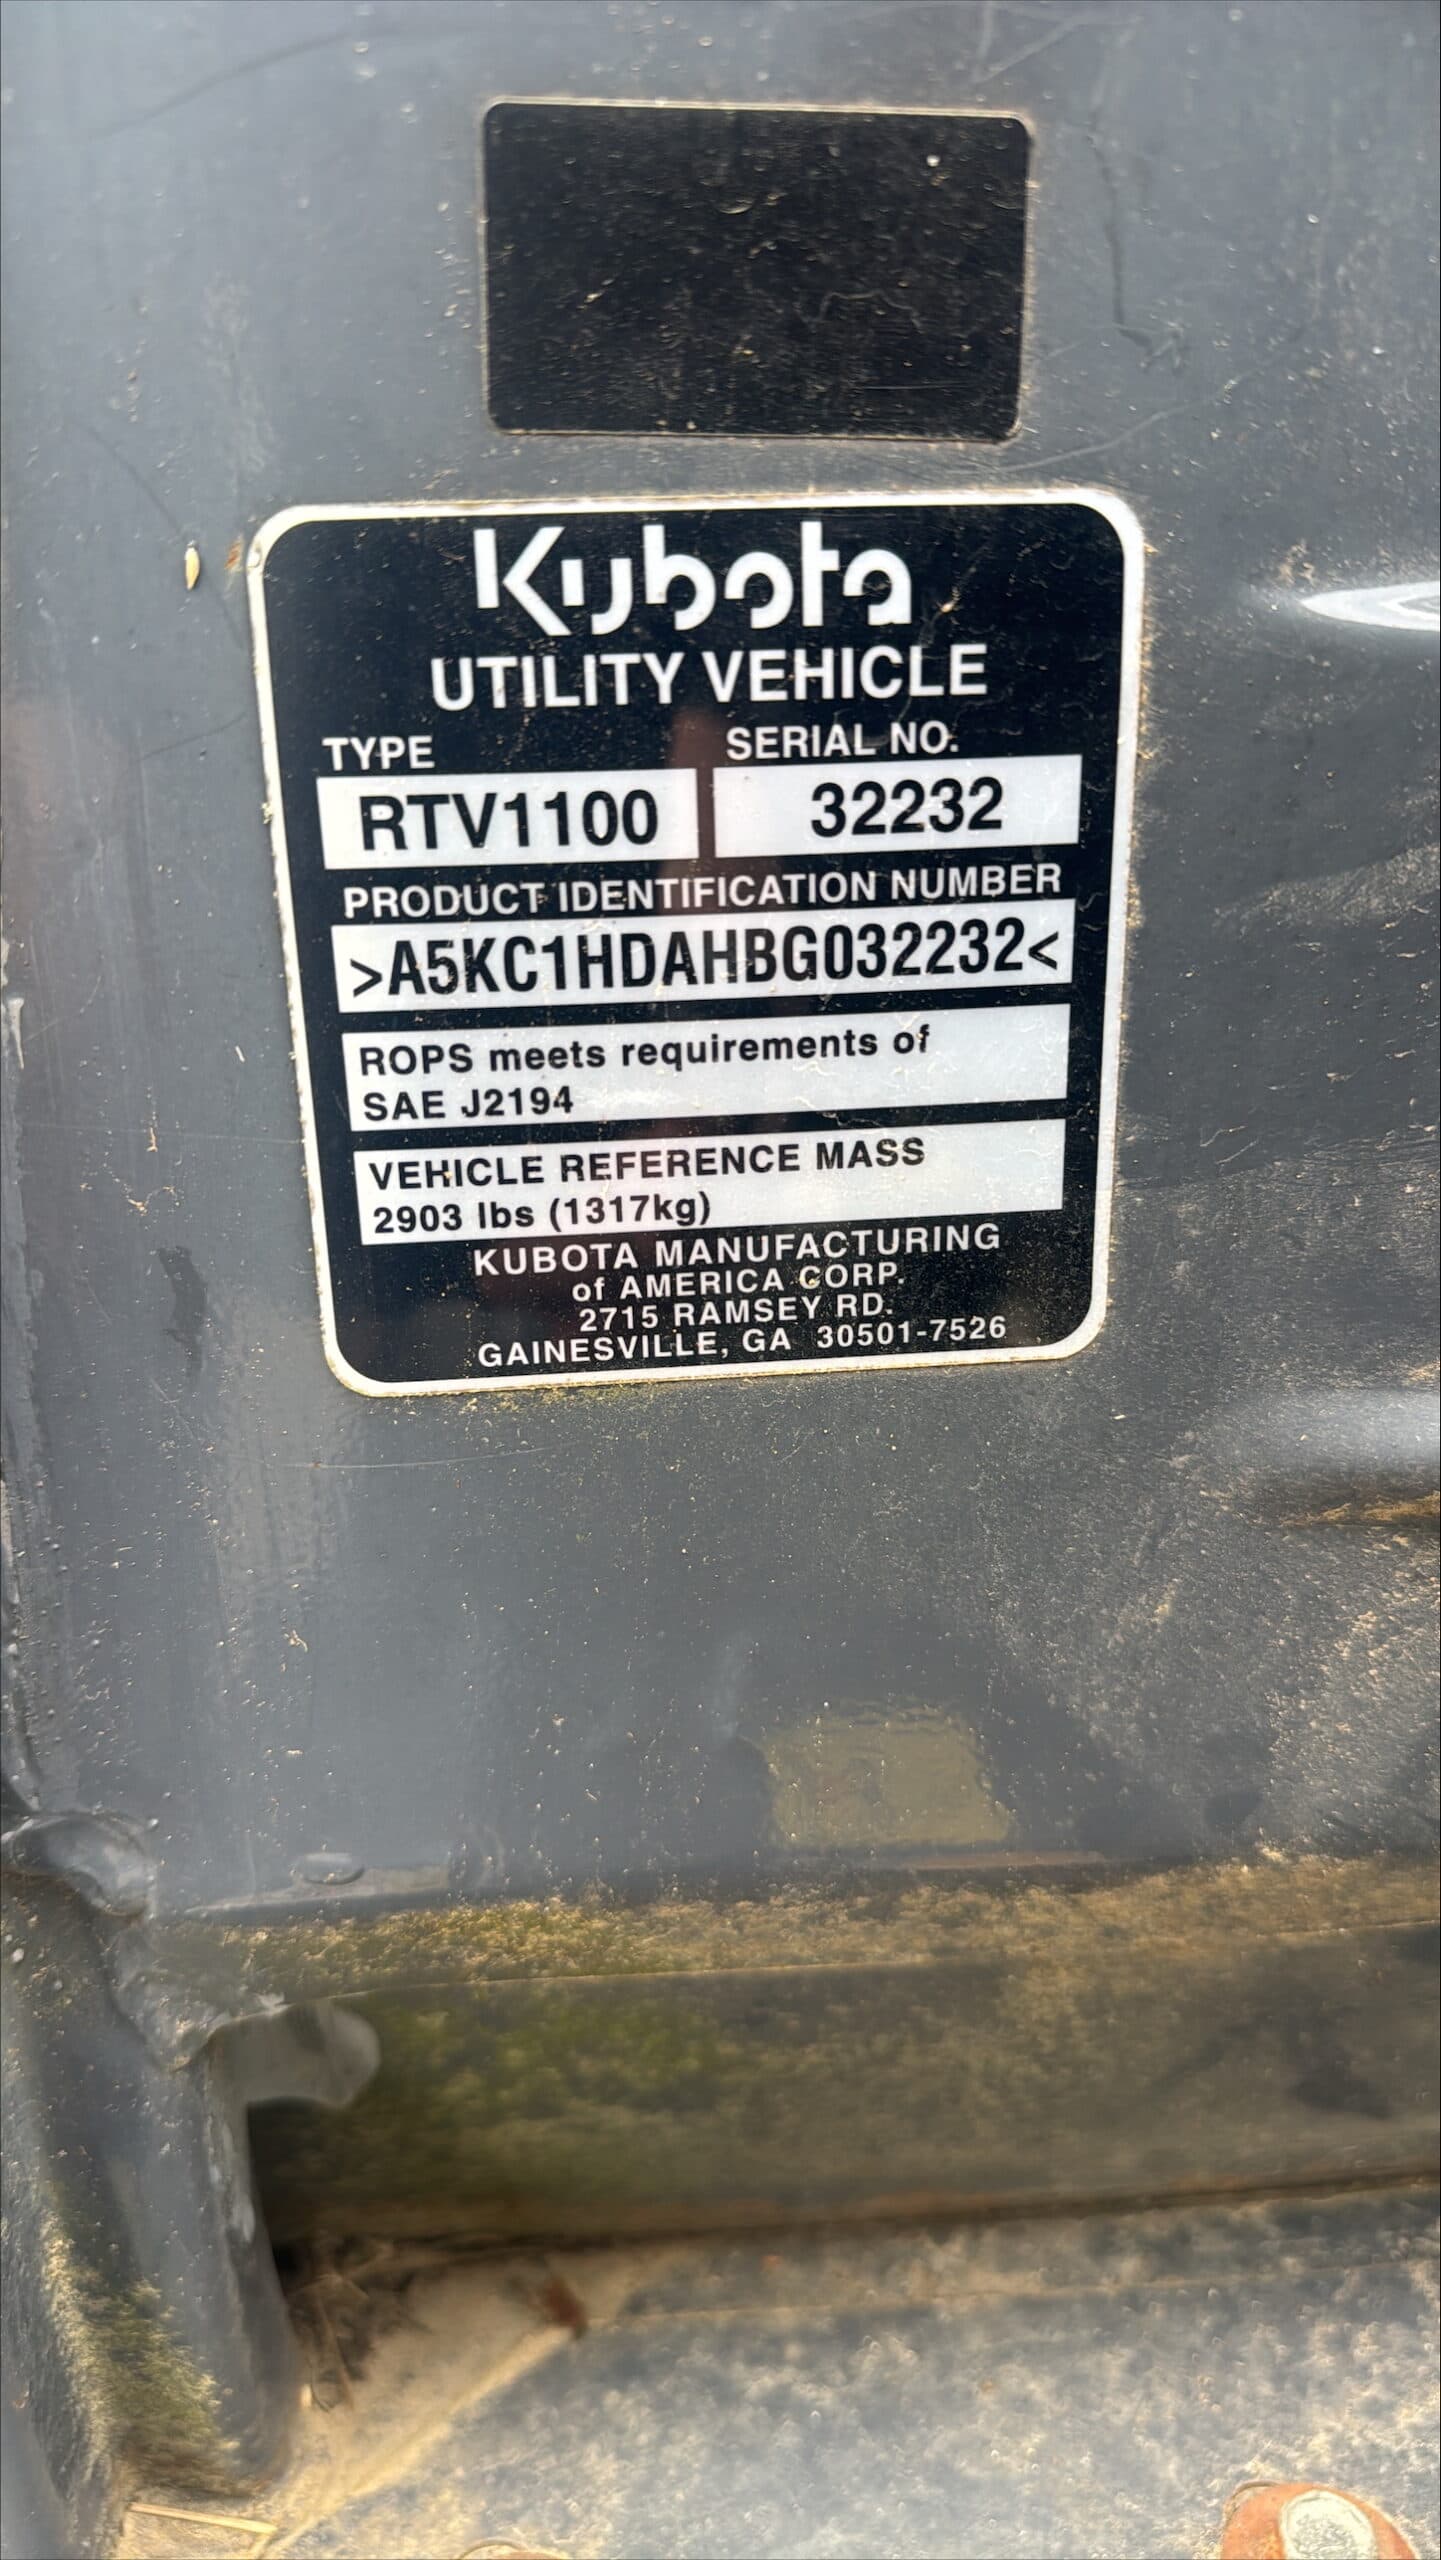 Kubota
UTILITY VEHICLE
TYPE SERIAL NO.
RTV1100 32232
PRODUCT IDENTIFICATION NUMBER
>A5KC1HDAHBG032232<
ROPS meets requirements of
SAE J2194
VEHICLE REFERENCE MASS
2903 lbs (1317kg)
KUBOTA MANUFACTURING
of AMERICA CORP.
2715 RAMSEY RD.
GAINESVILLE, GA 30501-7526